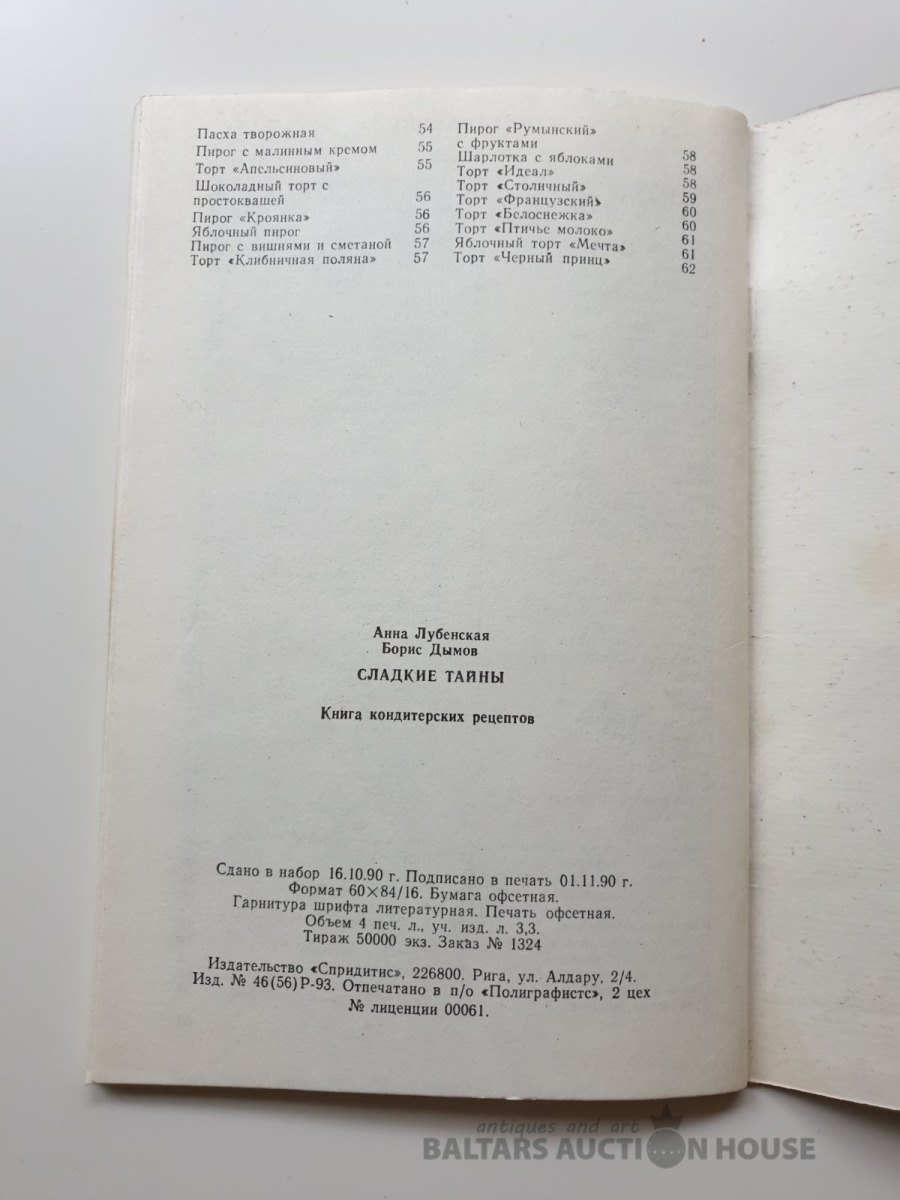 Пасха творожная 54
Пирог с малинным кремом 55
Торт «Апельсиновый» 55
Шоколадный торт с
простоквашей 56
Пирог «Кроянка» 56
Яблочный пирог 56
Пирог с вишнями и сметаной 57
Торт «Клибничная поляна» 57
Пирог «Румынский»
с фруктами 58
Шарлотка с яблоками 58
Торт «Идеал» 58
Торт «Столичный» 59
Торт «Французский» 60
Торт «Белоснежка» 60
Торт «Птичье молоко» 61
Яблочный торт «Мечта» 61
Торт «Черный принц» 62
Анна Лубенская
Борис Дымов
СЛАДКИЕ ТАЙНЫ
Книга кондитерских рецептов
Сдано в набор 16.10.90 г. Подписано в печать 01.11.90 г.
Формат 60×84/16. Бумага офсетная.
Гарнитура шрифта литературная. Печать офсетная.
Объем 4 печ. л., уч. изд. л. 3,3.
Тираж 50000 экз. Заказ № 1324
Издательство «Спридитис», 226800. Рига, ул. Алдару, 2/4.
Изд. № 46(56)Р-93. Отпечатано в п/о «Полиграфистс», 2 цех
№ лиценции 00061.
antiques and art
BALTARS AUCTION HOUSE